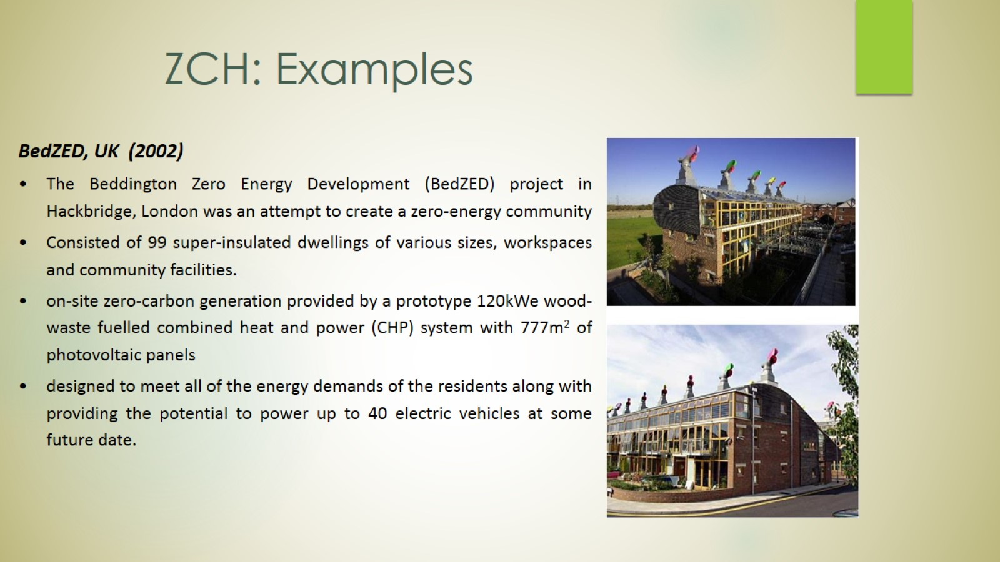 ZCH: Examples
BedZED, UK (2002)
• The Beddington Zero Energy Development (BedZED) project in
Hackbridge, London was an attempt to create a zero-energy community
• Consisted of 99 super-insulated dwellings of various sizes, workspaces
and community facilities.
• on-site zero-carbon generation provided by a prototype 120kWe wood-
waste fuelled combined heat and power (CHP) system with 777m² of
photovoltaic panels
• designed to meet all of the energy demands of the residents along with
providing the potential to power up to 40 electric vehicles at some
future date.